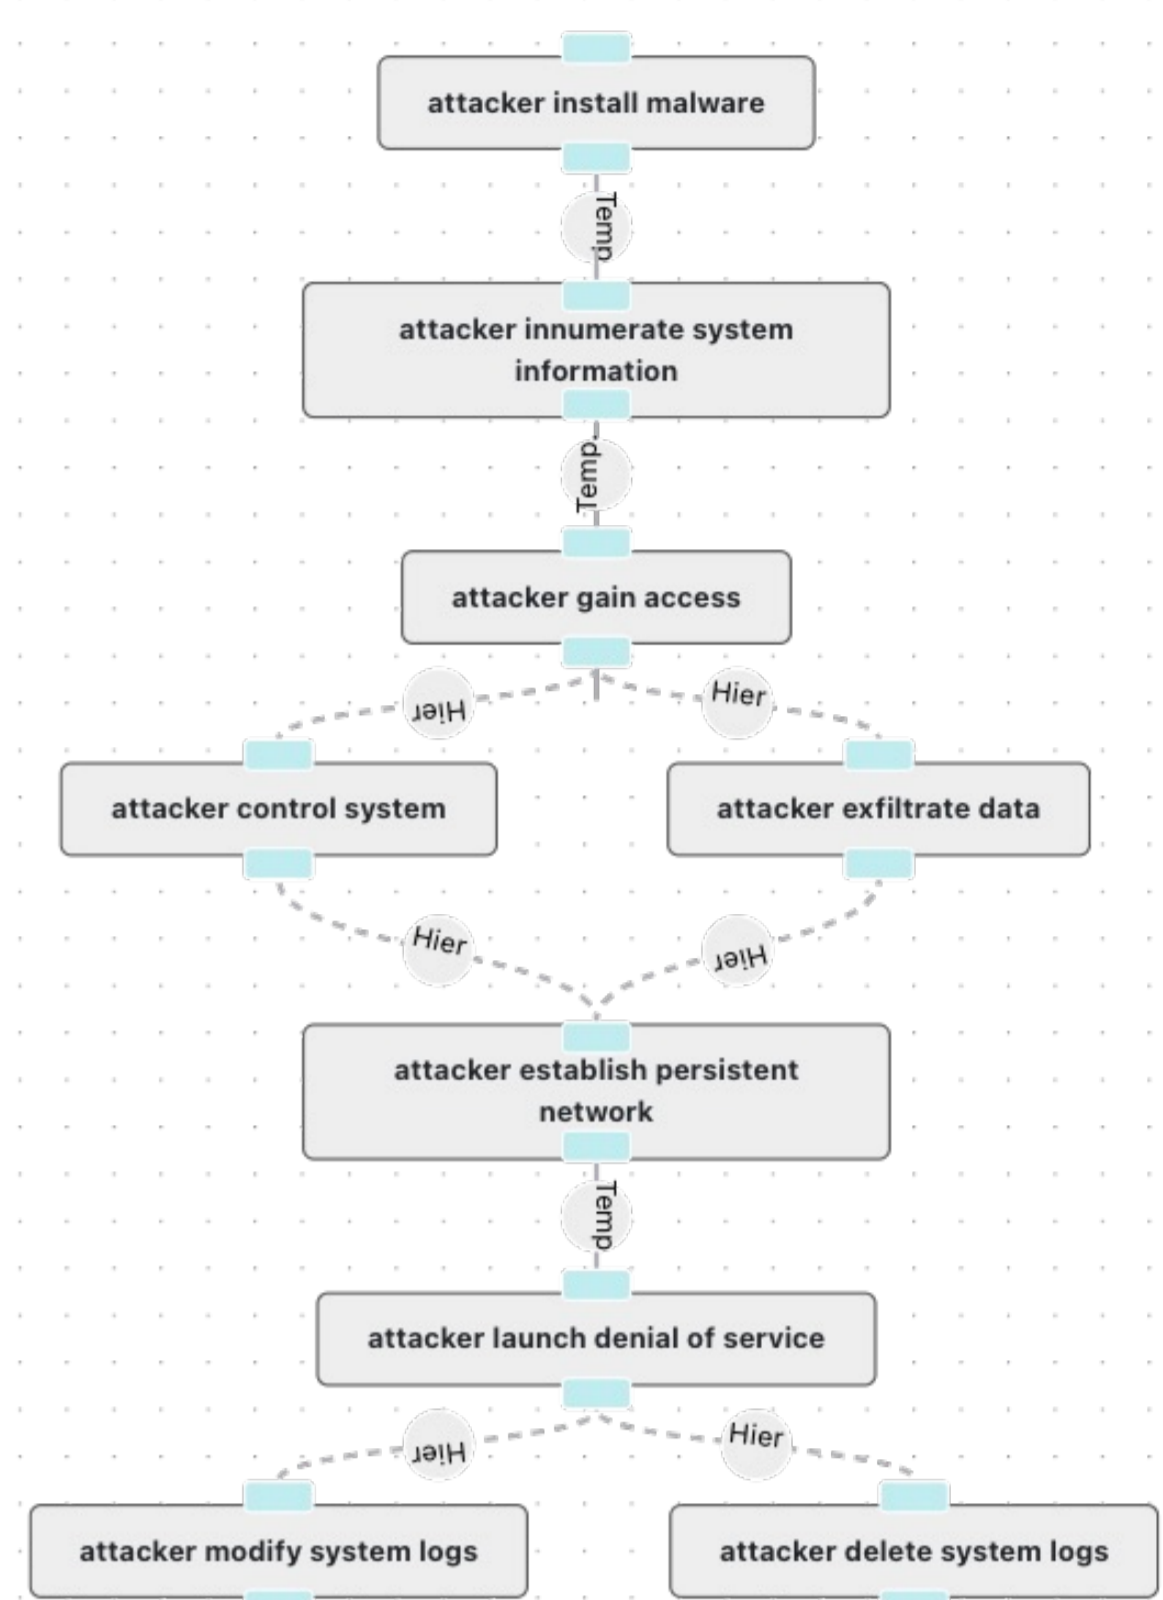 attacker install malware
Temp
attacker innumerate system
information
Temp
attacker gain access
Hier
Hier
attacker control system
attacker exfiltrate data
Hier
Hier
attacker establish persistent
network
Temp
attacker launch denial of service
Hier
Hier
attacker modify system logs
attacker delete system logs